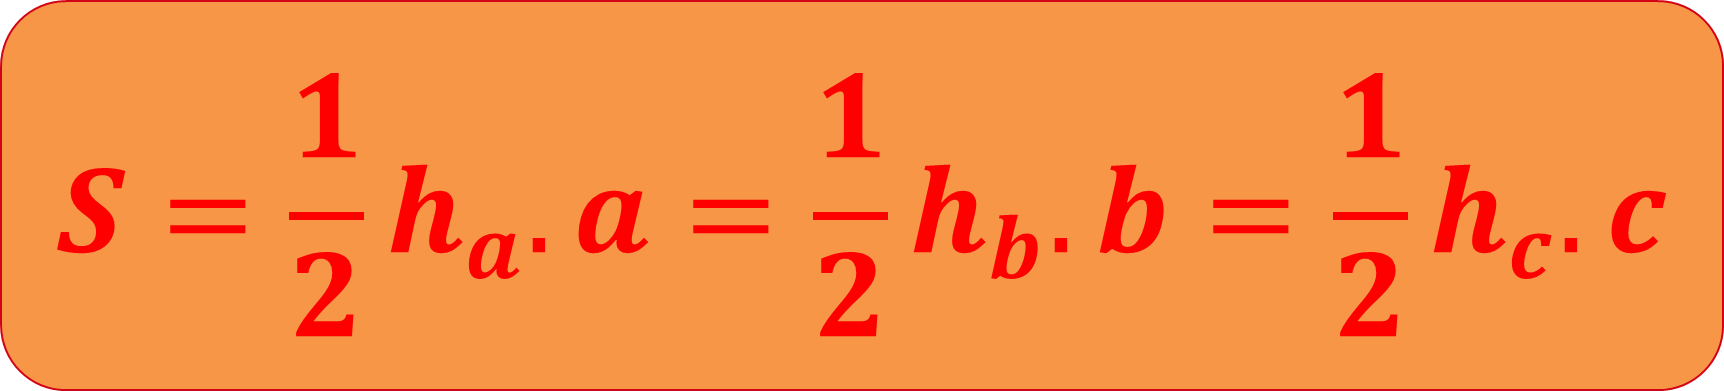 S = 1/2 h_a . a = 1/2 h_b . b = 1/2 h_c . c